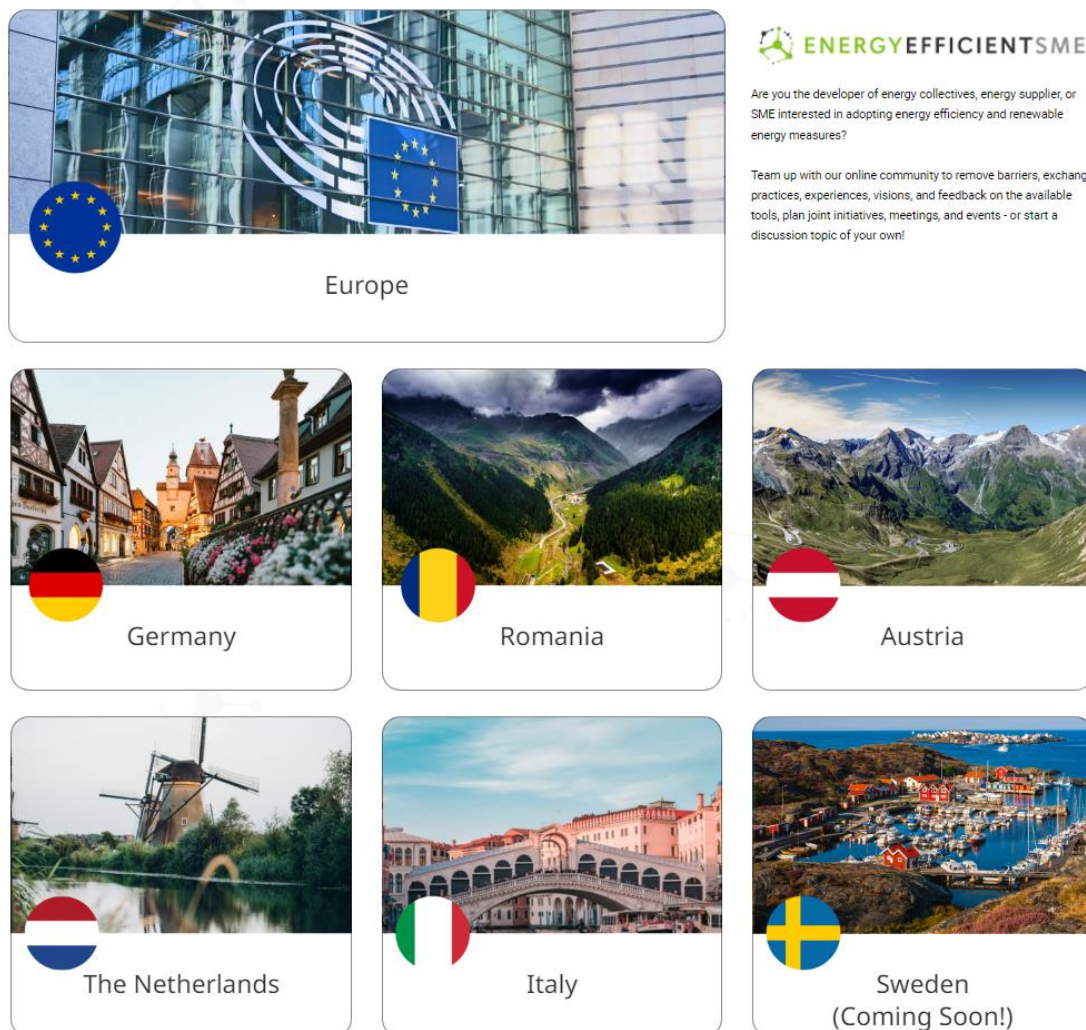 ENERGYEFFICIENTSME
Are you the developer of energy collectives, energy supplier, or
SME interested in adopting energy efficiency and renewable
energy measures?
Team up with our online community to remove barriers, exchang
practices, experiences, visions, and feedback on the available
tools, plan joint initiatives, meetings, and events - or start a
discussion topic of your own!
Europe
Germany
Romania
Austria
The Netherlands
Italy
Sweden
(Coming Soon!)